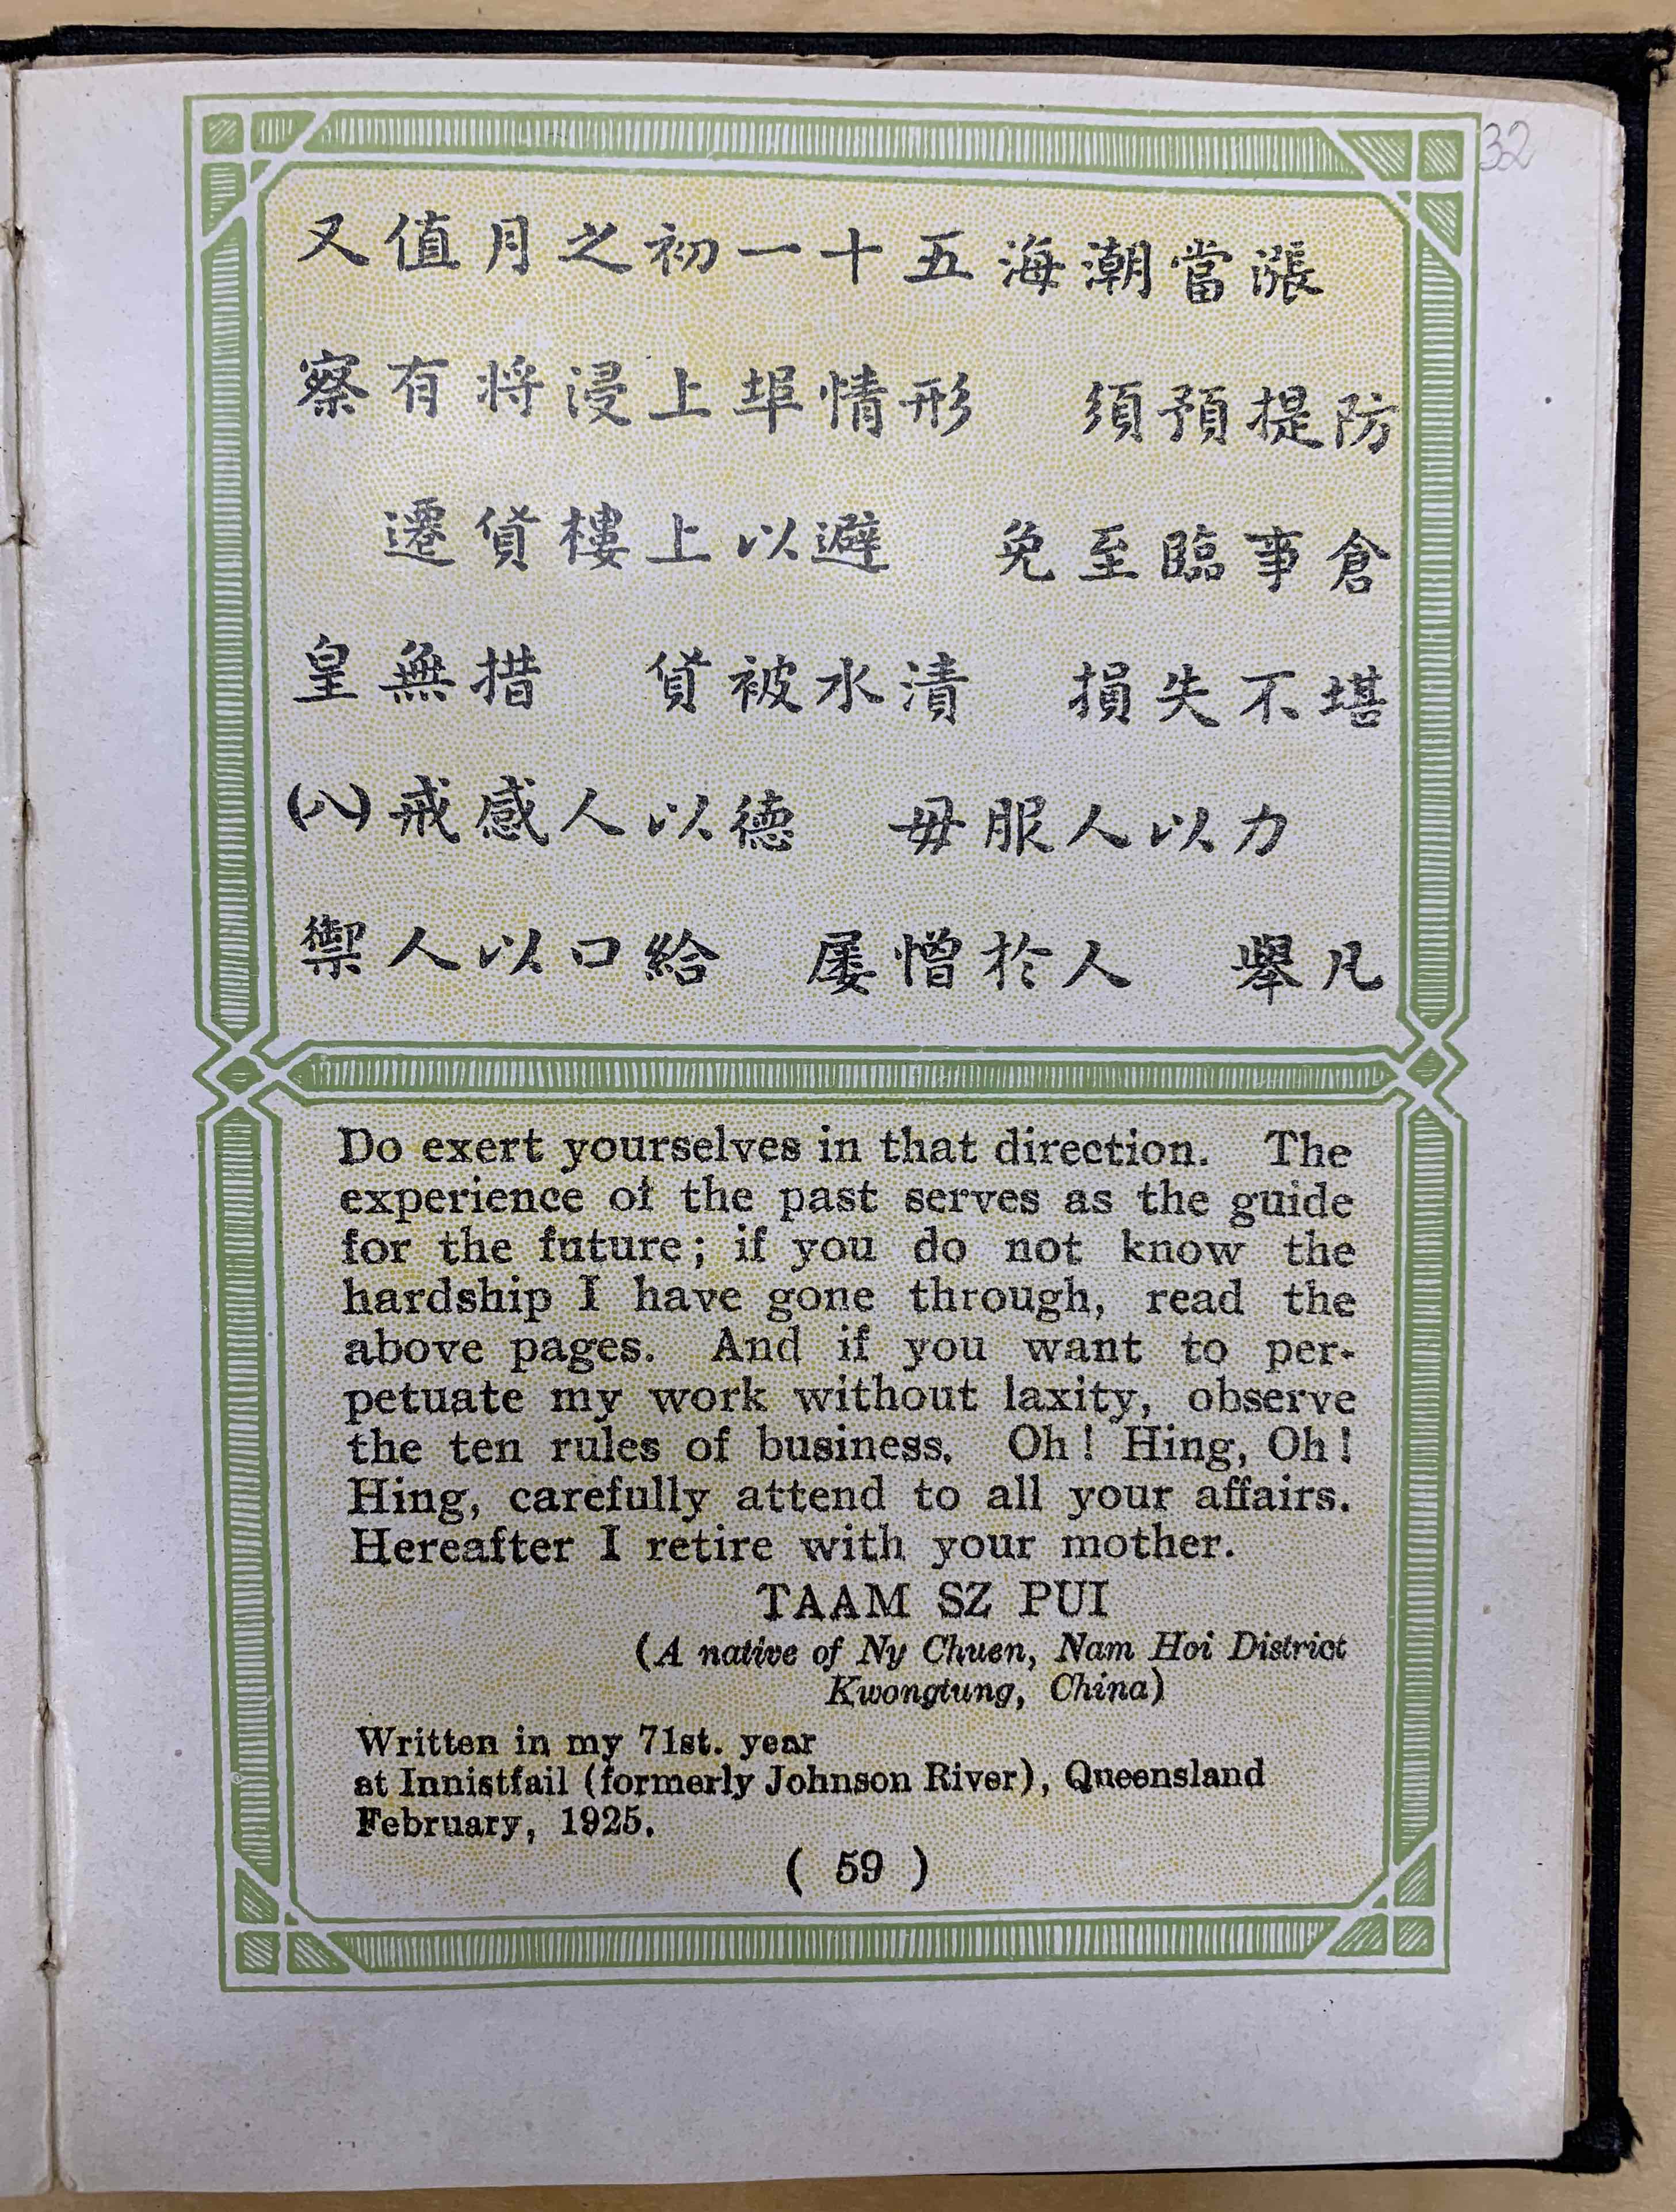 32
又值月之初一十五海潮當漲
察有將浸上埠情形　須預提防
遷貨樓上以避　免至臨事倉
皇無措　貨被水漬　損失不堪
(八)戒感人以德　毋服人以力
禦人以口給　屢憎於人　舉凡
Do exert yourselves in that direction. The
experience of the past serves as the guide
for the future; if you do not know the
hardship I have gone through, read the
above pages. And if you want to per-
petuate my work without laxity, observe
the ten rules of business. Oh! Hing, Oh!
Hing, carefully attend to all your affairs.
Hereafter I retire with your mother.
TAAM SZ PUI
(A native of Ny Chuen, Nam Hoi District
Kwongtung, China)
Written in my 71st. year
at Innistfail (formerly Johnson River), Queensland
February, 1925.
( 59 )